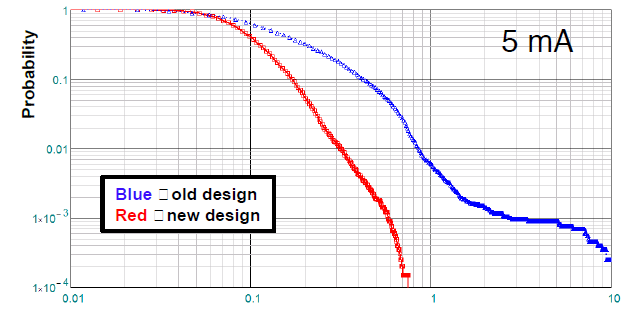 1
5 mA
Probability
0.1
0.01
Blue □ old design
Red □ new design
1×10⁻³
1×10⁻⁴
0.01 0.1 1 10